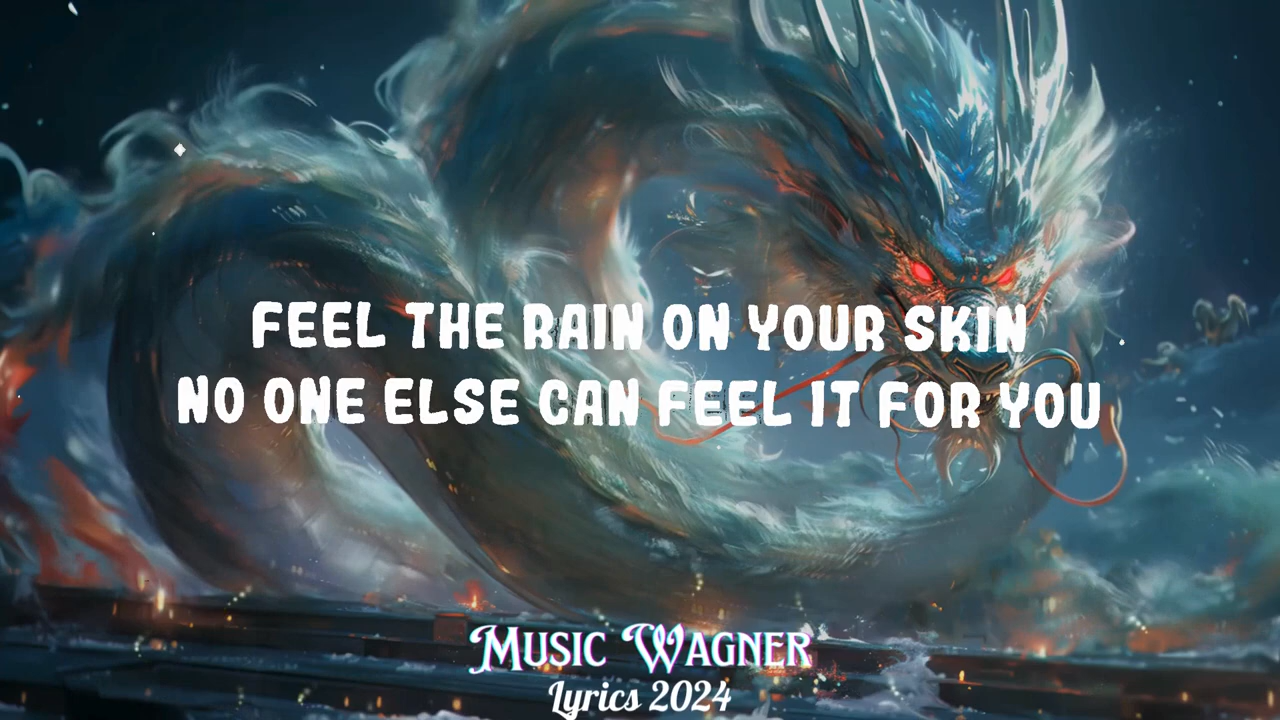 FEEL THE RAIN ON YOUR SKIN
NO ONE ELSE CAN FEEL IT FOR YOU
MUSIC WAGNER
Lyrics 2024